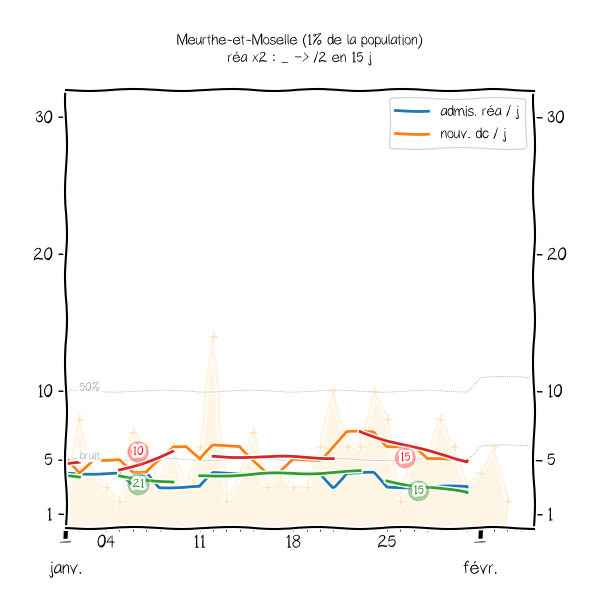 Meurthe-et-Moselle (1% de la population)
réa x2 : _ -> /2 en 15 j
admis. réa / j
nouv. dc / j
30
30
20
20
10
10
50%
5
5
bruit
10
21
15
15
1
1
04
11
18
25
janv.
févr.